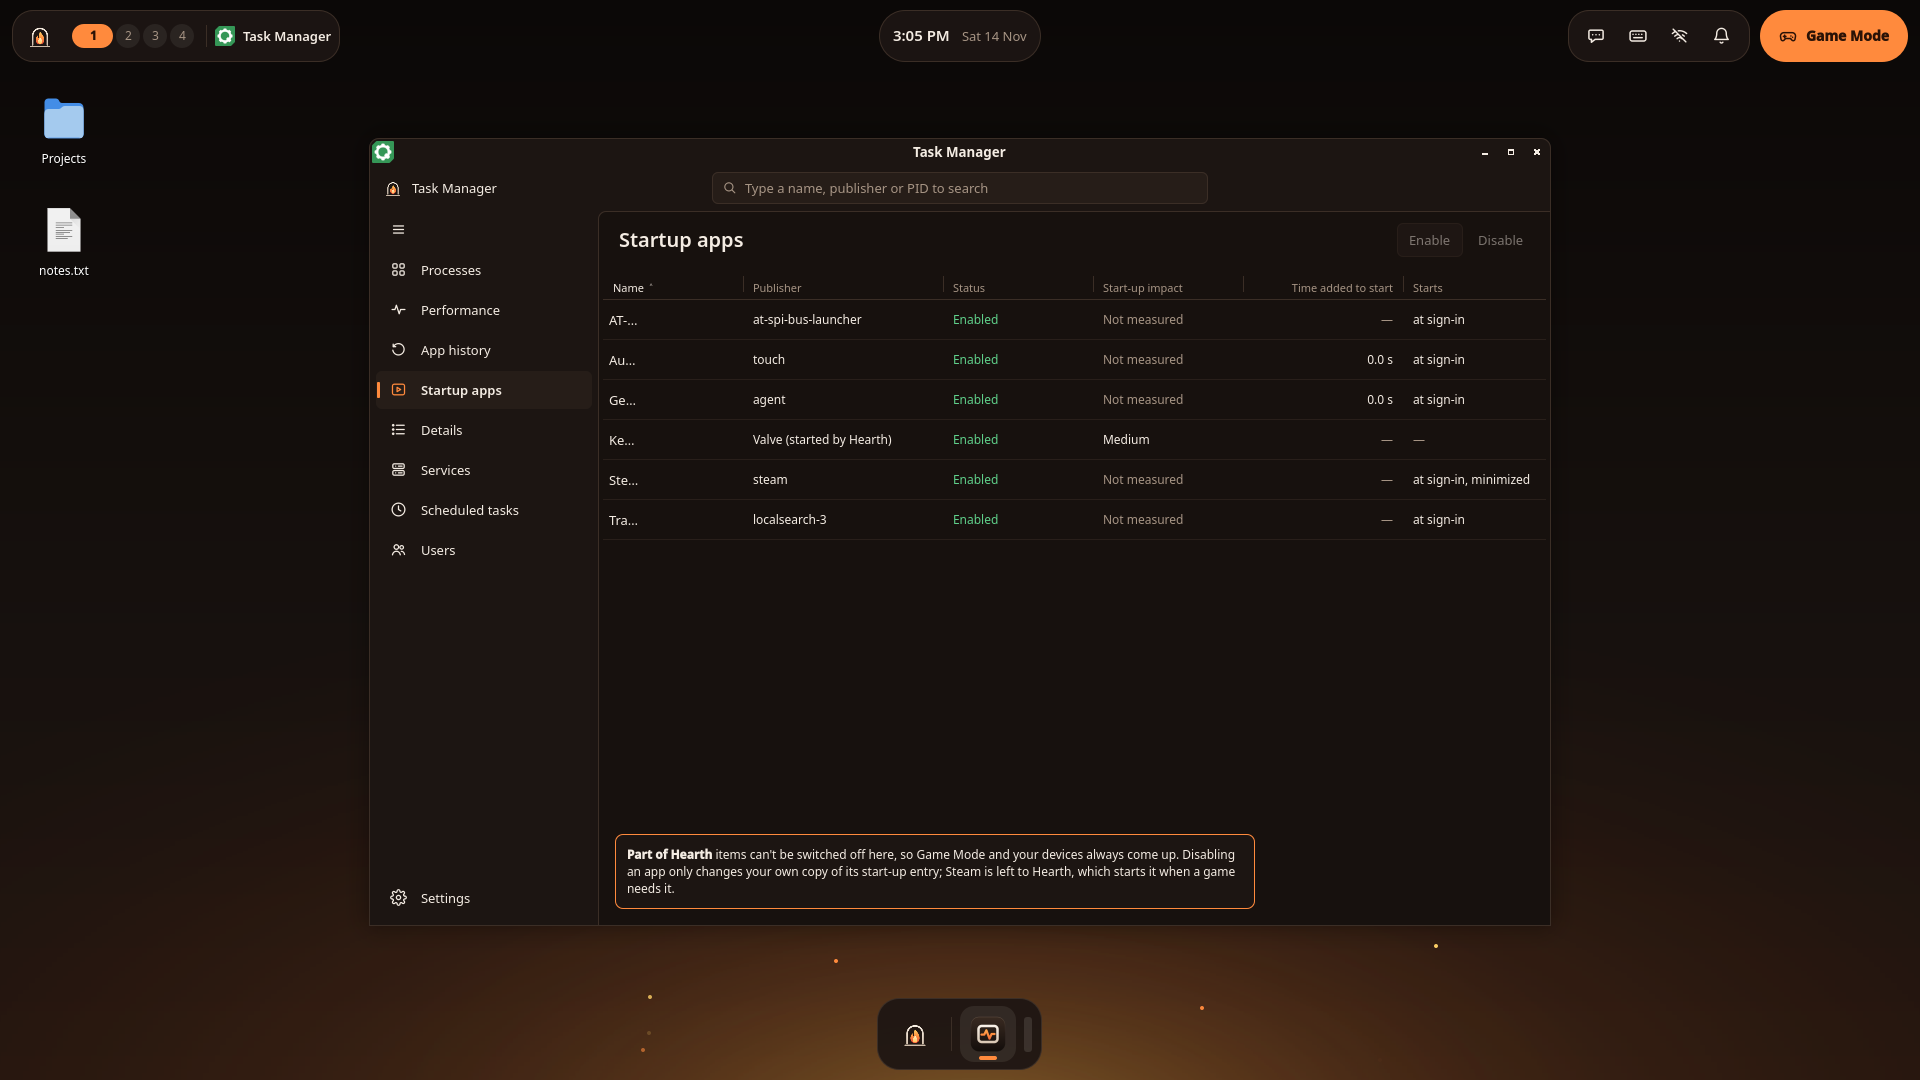 1 2 3 4 Task Manager
3:05 PM Sat 14 Nov
Game Mode
Projects
notes.txt
Task Manager
Task Manager
Type a name, publisher or PID to search
Processes
Performance
App history
Startup apps
Details
Services
Scheduled tasks
Users
Settings
Startup apps
Enable Disable
Name Publisher Status Start-up impact Time added to start Starts
AT-... at-spi-bus-launcher Enabled Not measured — at sign-in
Au... touch Enabled Not measured 0.0 s at sign-in
Ge... agent Enabled Not measured 0.0 s at sign-in
Ke... Valve (started by Hearth) Enabled Medium — —
Ste... steam Enabled Not measured — at sign-in, minimized
Tra... localsearch-3 Enabled Not measured — at sign-in
Part of Hearth items can't be switched off here, so Game Mode and your devices always come up. Disabling
an app only changes your own copy of its start-up entry; Steam is left to Hearth, which starts it when a game
needs it.